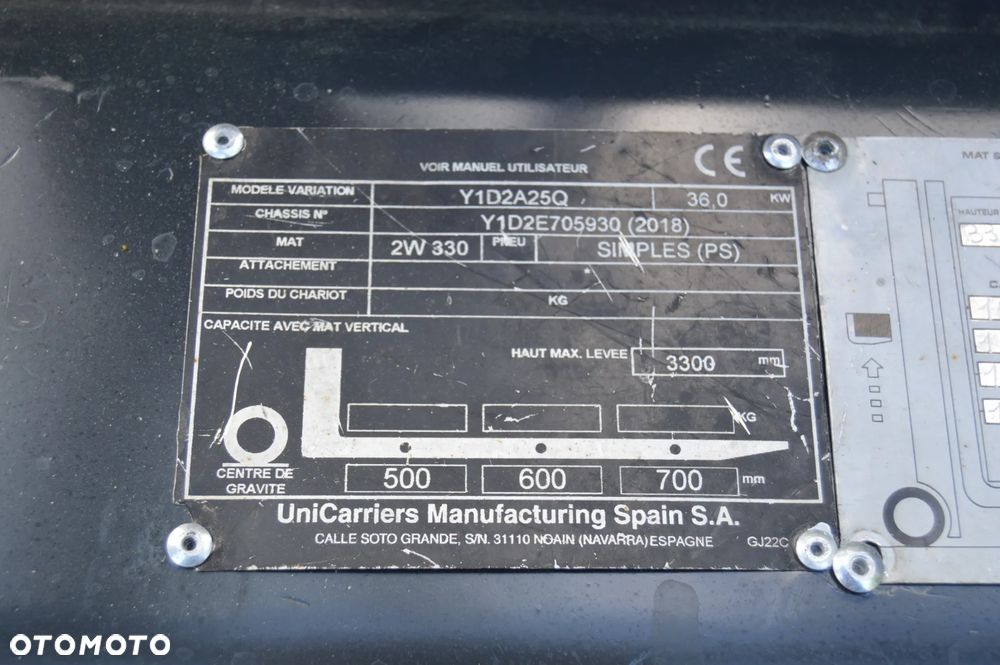 VOIR MANUEL UTILISATEUR CE
MODELE-VARIATION Y1D2A25Q 36,0 KW
CHASSIS Nº Y1D2E705930 (2018)
MAT 2W 330 PNEU SIMPLES (PS)
ATTACHEMENT
POIDS DU CHARIOT KG
CAPACITE AVEC MAT VERTICAL
HAUT MAX. LEVEE 3300 mm
KG
500 600 700 mm
CENTRE DE
GRAVITE
UniCarriers Manufacturing Spain S.A.
CALLE SOTO GRANDE, S/N. 31110 NOAIN (NAVARRA) ESPAGNE GJ22C
MAT
HAUTEUR
OTOMOTO